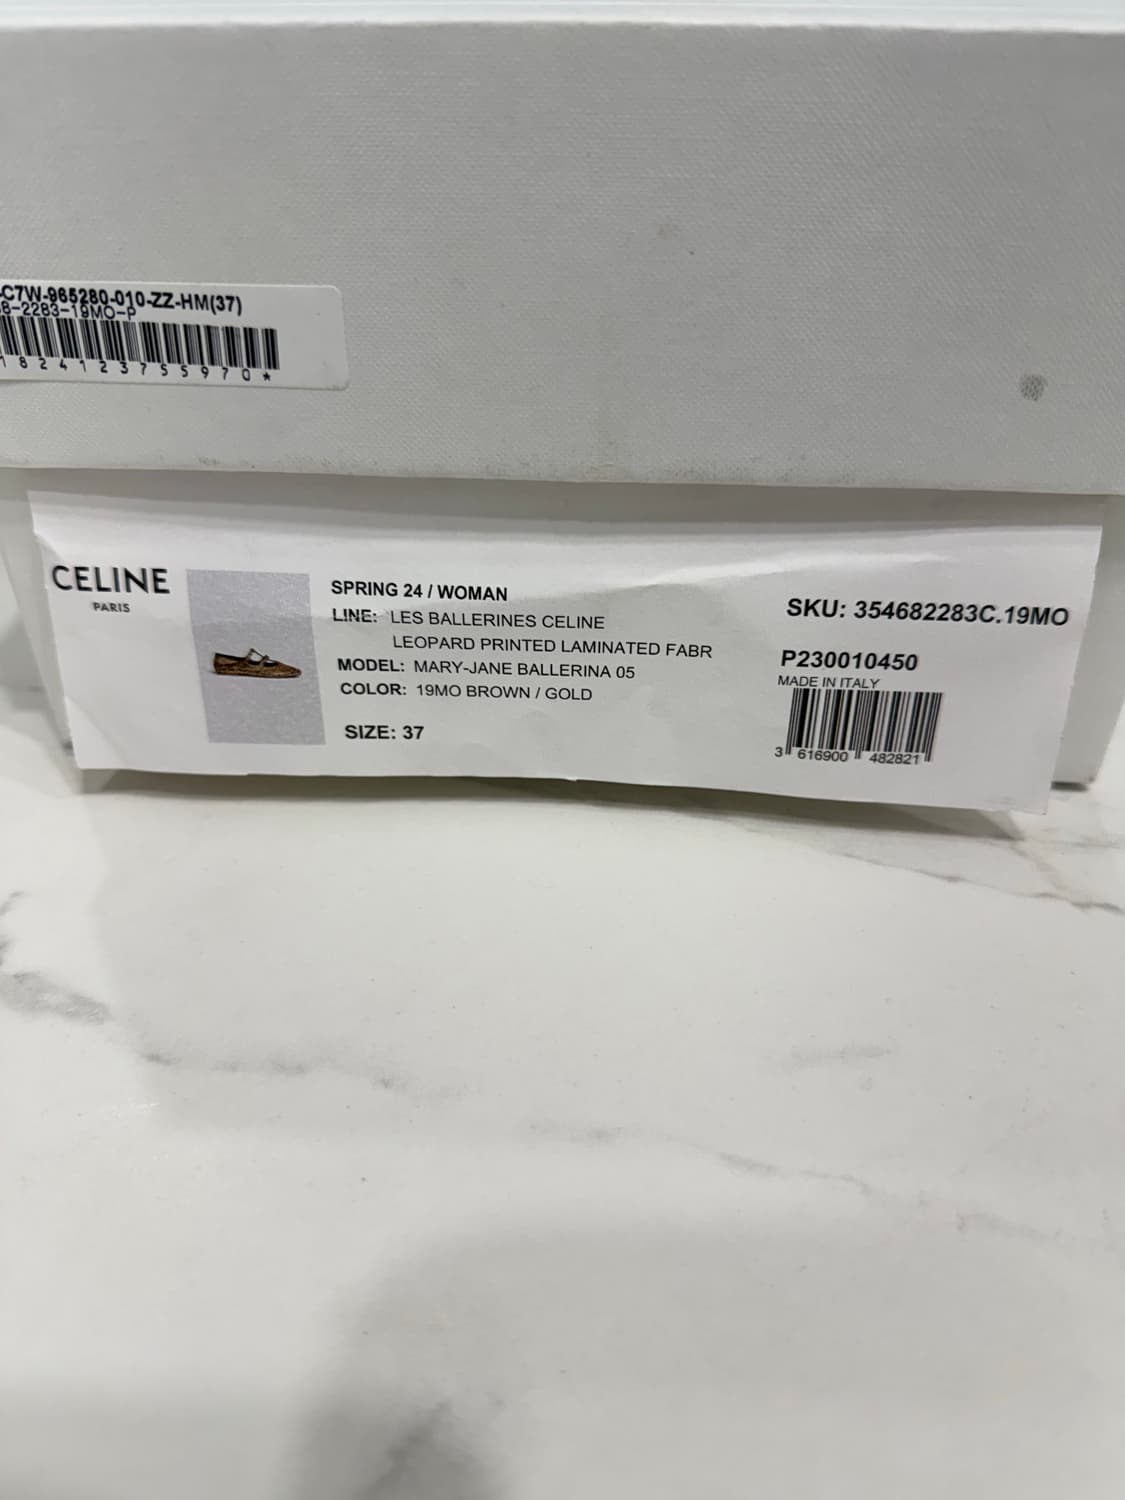 -C7W-965280-010-ZZ-HM(37)
8-2283-19MO-P
1 8 2 4 1 2 3 7 5 5 9 7 0 *
CELINE
PARIS
SPRING 24 / WOMAN
LINE: LES BALLERINES CELINE
LEOPARD PRINTED LAMINATED FABR
MODEL: MARY-JANE BALLERINA 05
COLOR: 19MO BROWN / GOLD
SIZE: 37
SKU: 354682283C.19MO
P230010450
MADE IN ITALY
3 616900 482821